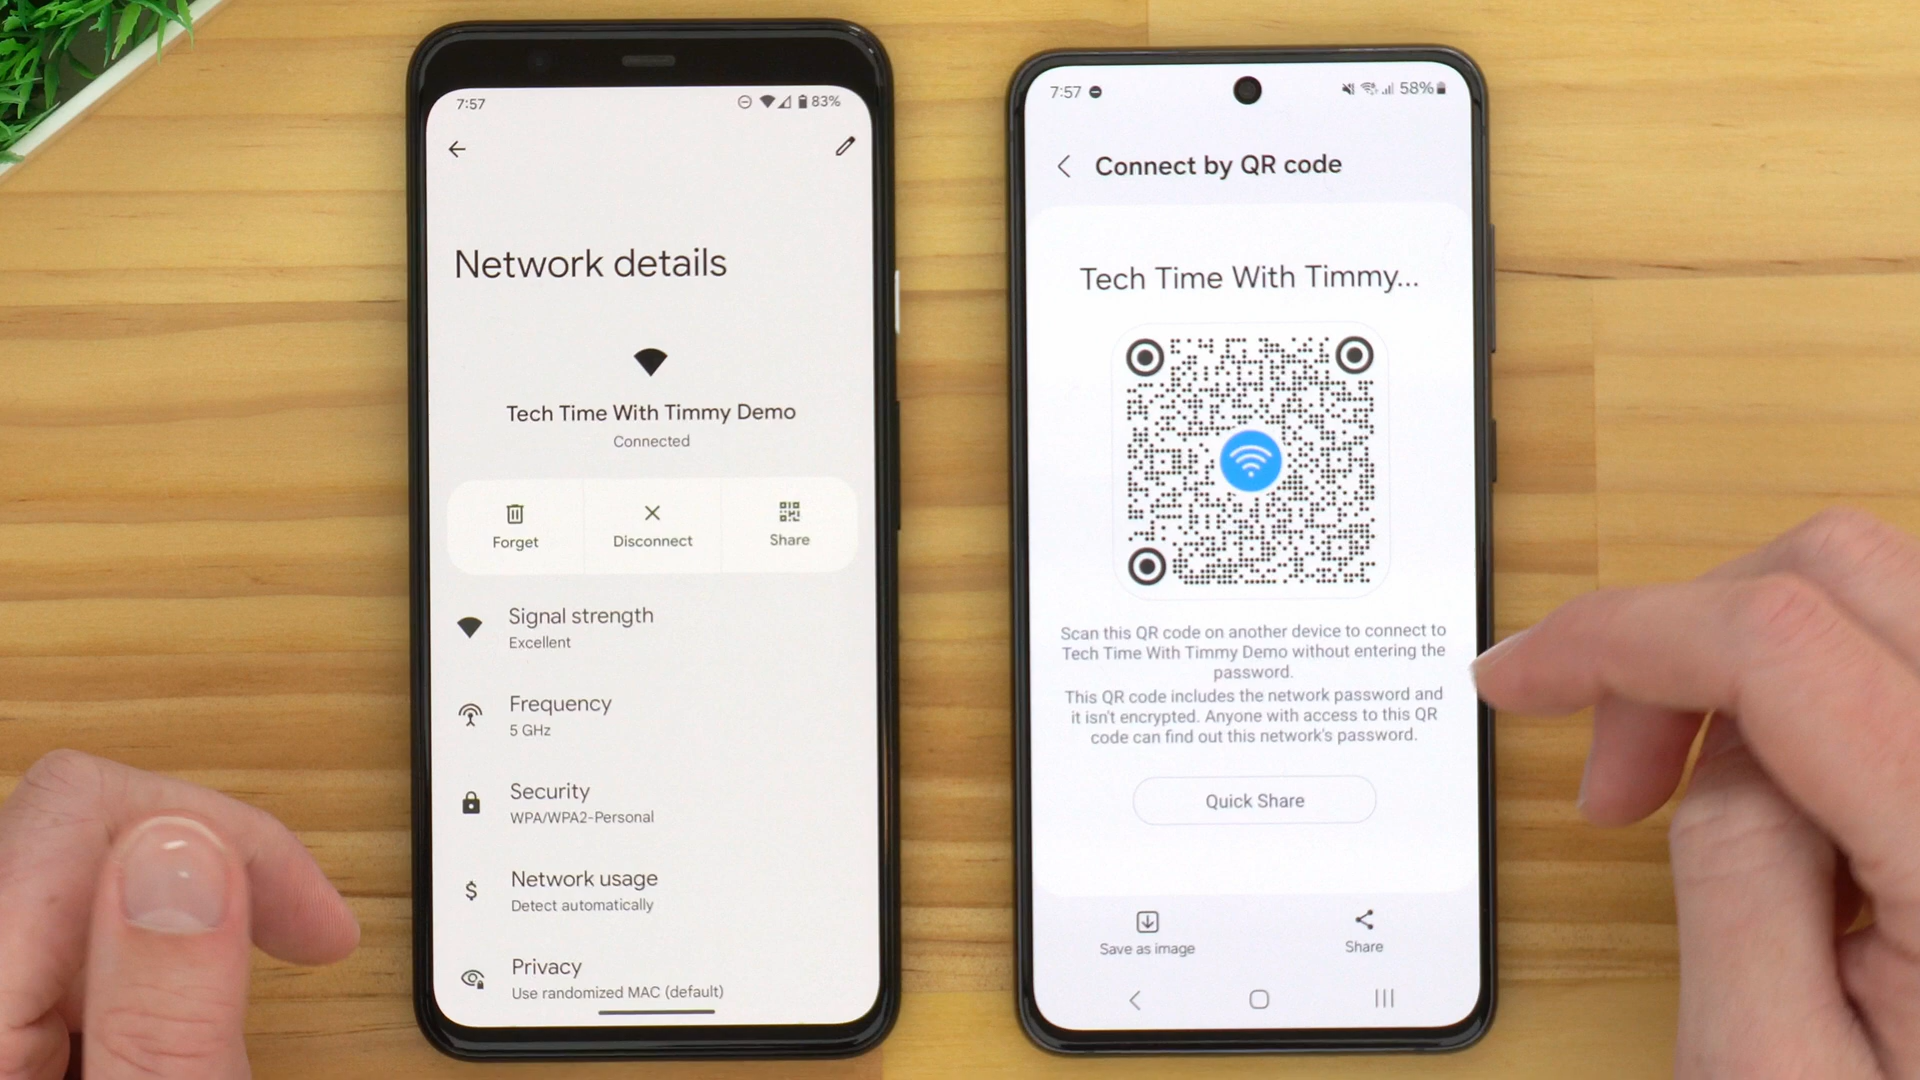 7:57
83%
Network details
Tech Time With Timmy Demo
Connected
Forget
Disconnect
Share
Signal strength
Excellent
Frequency
5 GHz
Security
WPA/WPA2-Personal
$
Network usage
Detect automatically
Privacy
Use randomized MAC (default)
7:57
58%
Connect by QR code
Tech Time With Timmy...
Scan this QR code on another device to connect to
Tech Time With Timmy Demo without entering the
password.
This QR code includes the network password and
it isn't encrypted. Anyone with access to this QR
code can find out this network's password.
Quick Share
Save as image
Share